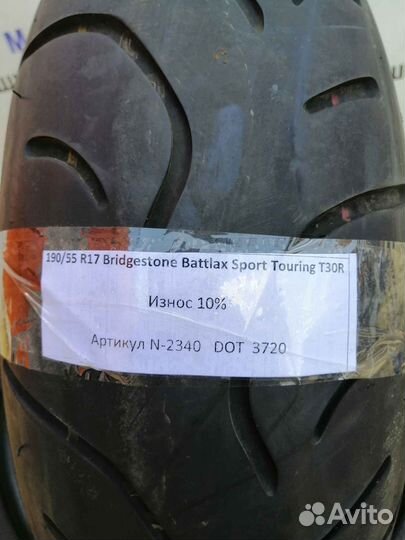 190/55 R17 Bridgestone Battlax Sport Touring T30R
Износ 10%
Артикул N-2340 DOT 3720
Avito